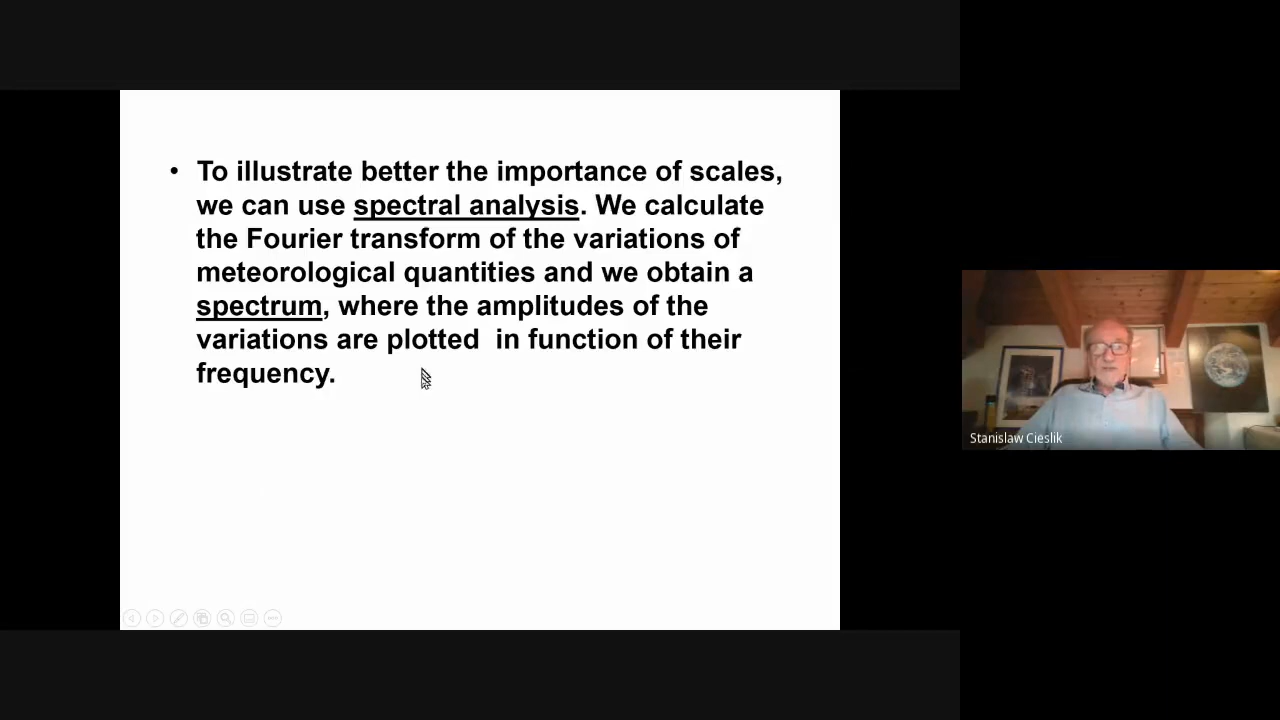 • To illustrate better the importance of scales,
we can use spectral analysis. We calculate
the Fourier transform of the variations of
meteorological quantities and we obtain a
spectrum, where the amplitudes of the
variations are plotted  in function of their
frequency.
Stanislaw Cieslik